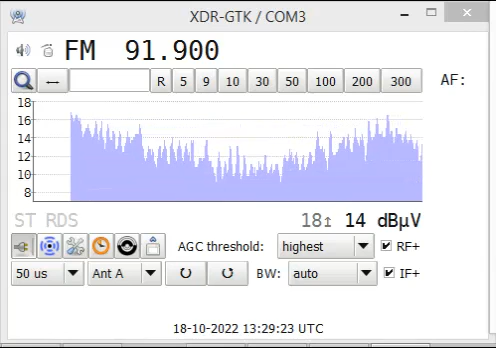 XDR-GTK / COM3
FM 91.900
R 5 9 10 30 50 100 200 300 AF:
18
16
14
12
10
8
ST RDS 18↥ 14 dBµV
AGC threshold: highest RF+
50 us Ant A BW: auto IF+
18-10-2022 13:29:23 UTC